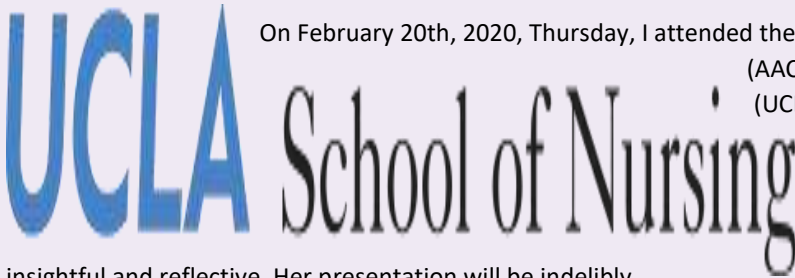 On February 20th, 2020, Thursday, I attended the
(AAC
(UC
UCLA School of Nursing
insightful and reflective. Her presentation will be indelibly